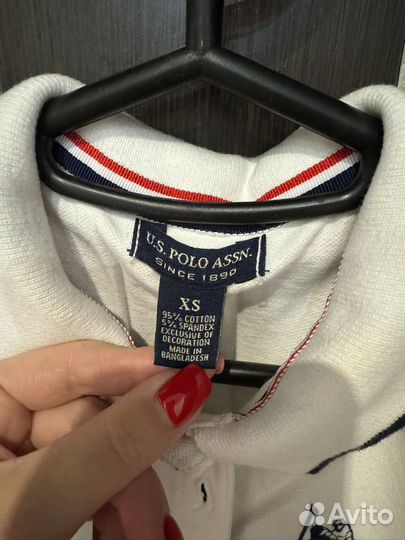 U.S. POLO ASSN.
SINCE 1890
XS
95% COTTON
5% SPANDEX
EXCLUSIVE OF
DECORATION
MADE IN
BANGLADESH
Avito